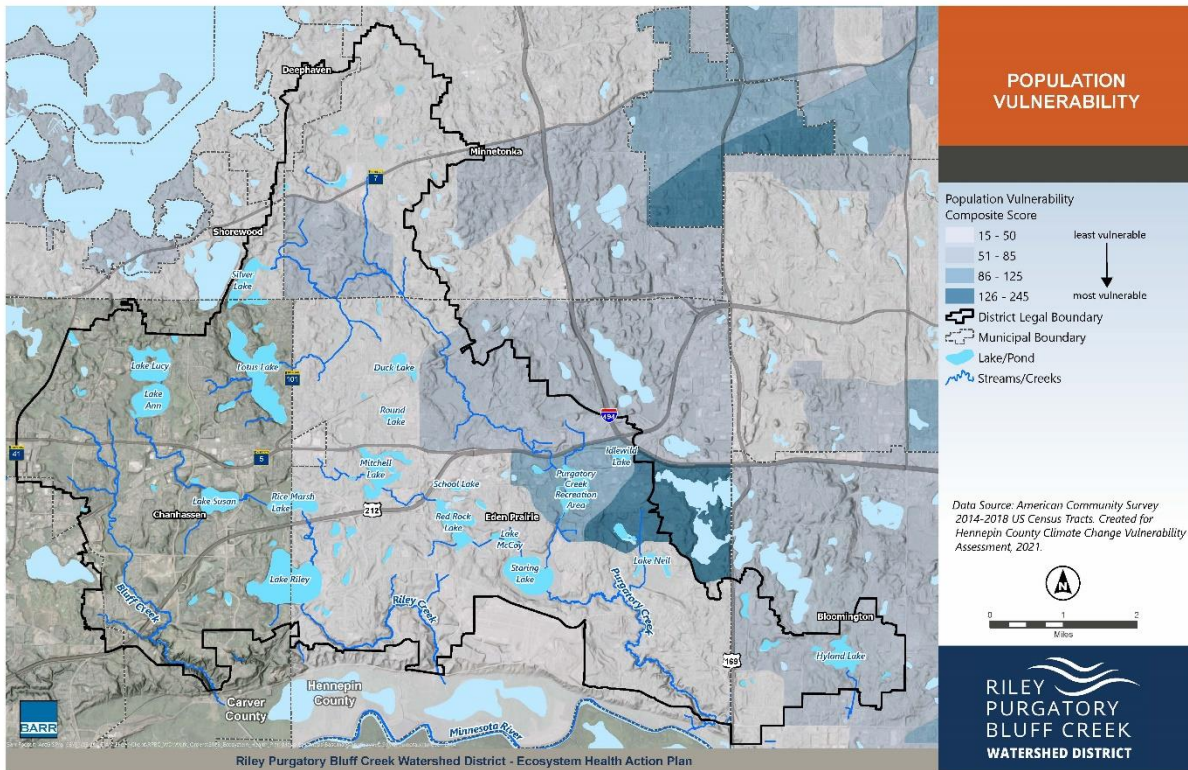 POPULATION
VULNERABILITY
Population Vulnerability
Composite Score
15 - 50 least vulnerable
51 - 85
86 - 125
126 - 245 most vulnerable
District Legal Boundary
Municipal Boundary
Lake/Pond
Streams/Creeks
Data Source: American Community Survey
2014-2018 US Census Tracts. Created for
Hennepin County Climate Change Vulnerability
Assessment, 2021.
N
0 1 2
Miles
RILEY
PURGATORY
BLUFF CREEK
WATERSHED DISTRICT
Deephaven
Minnetonka
7
Shorewood
Silver
Lake
Lake Lucy
Lotus Lake
Duck Lake
Lake
Ann
101
Round
Lake
494
41
5
Idlewild
Lake
Mitchell
Lake
School Lake
Purgatory
Creek
Recreation
Area
Lake Susan
Rice Marsh
Lake
212
Chanhassen
Red Rock
Lake
Eden Prairie
Lake
McCoy
Lake Neil
Staring
Lake
Lake Riley
Bluff Creek
Riley Creek
Purgatory Creek
Bloomington
169
Hyland Lake
Hennepin
County
Carver
County
Minnesota River
BARR
Riley Purgatory Bluff Creek Watershed District - Ecosystem Health Action Plan